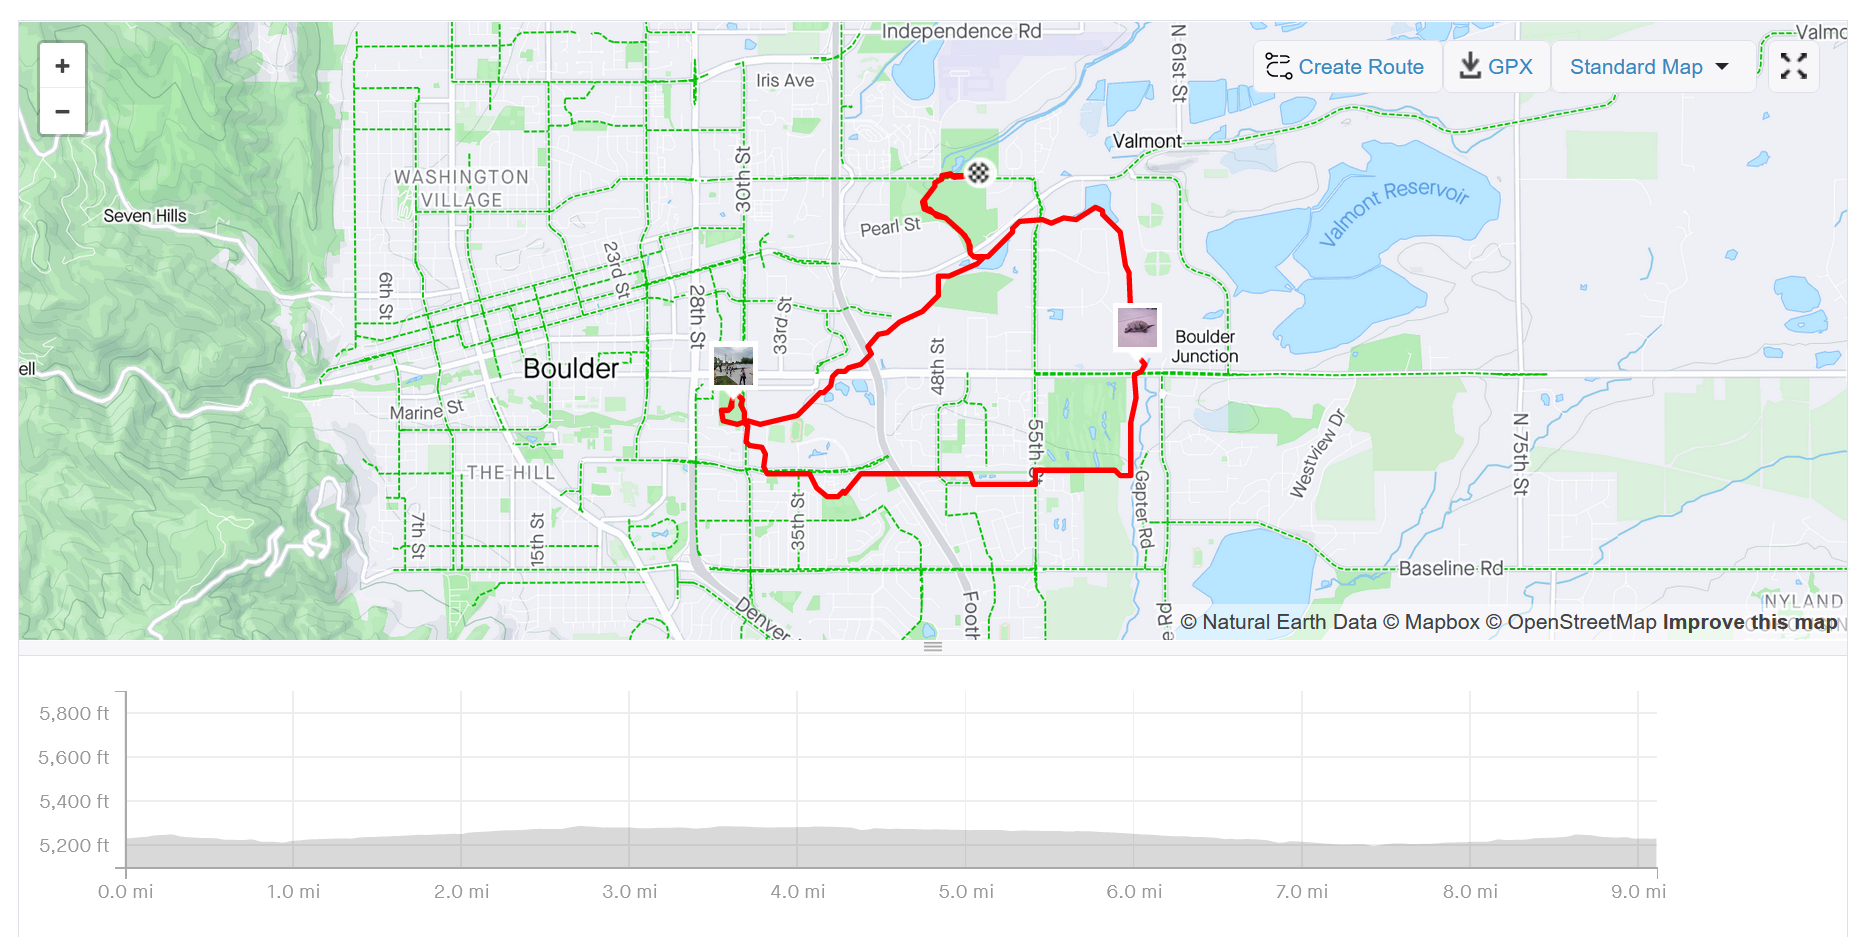 Independence Rd
N 61st St
Valmo
+
Create Route
GPX
Standard Map
Iris Ave
−
Valmont
30th St
WASHINGTON
VILLAGE
Valmont Reservoir
Seven Hills
Pearl St
23rd St
6th St
28th St
33rd St
Boulder
Junction
48th St
ell
Boulder
Marine St
55th St
Westview Dr
N 75th St
THE HILL
Gapter Rd
7th St
15th St
35th St
Baseline Rd
Denver
Footh
e Rd
NYLAND
© Natural Earth Data © Mapbox © OpenStreetMap Improve this map
5,800 ft
5,600 ft
5,400 ft
5,200 ft
0.0 mi 1.0 mi 2.0 mi 3.0 mi 4.0 mi 5.0 mi 6.0 mi 7.0 mi 8.0 mi 9.0 mi